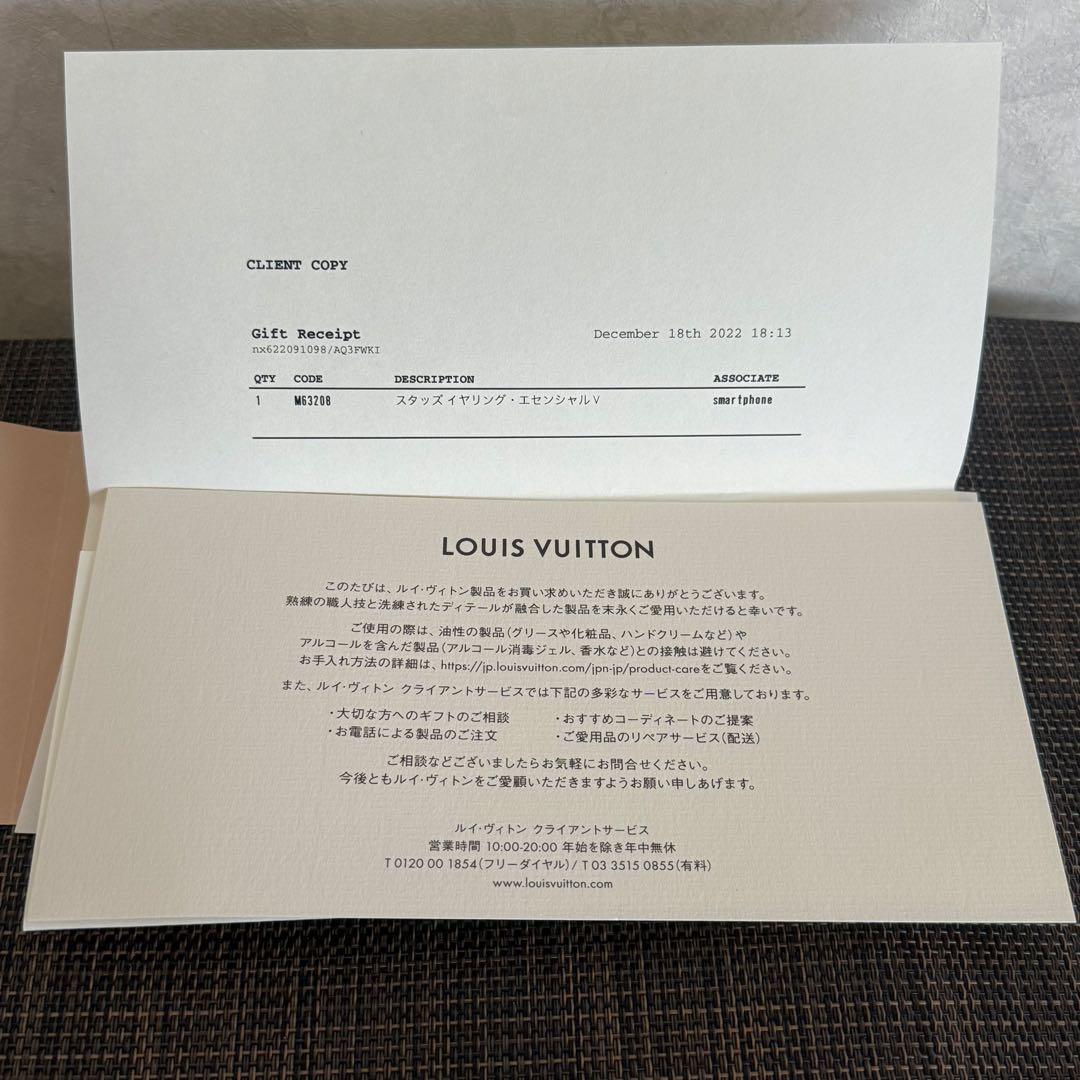 CLIENT COPY
Gift Receipt December 18th 2022 18:13
nx622091098/AQ3FWKI
QTY CODE DESCRIPTION ASSOCIATE
1 M63208 スタッズ イヤリング・エセンシャル V smartphone
LOUIS VUITTON
このたびは、ルイ・ヴィトン製品をお買い求めいただき誠にありがとうございます。
熟練の職人技と洗練されたディテールが融合した製品を末永くご愛用いただけると幸いです。
ご使用の際は、油性の製品(グリースや化粧品、ハンドクリームなど)や
アルコールを含んだ製品(アルコール消毒ジェル、香水など)との接触は避けてください。
お手入れ方法の詳細は、https://jp.louisvuitton.com/jpn-jp/product-careをご覧ください。
また、ルイ・ヴィトン クライアントサービスでは下記の多彩なサービスをご用意しております。
・大切な方へのギフトのご相談 ・おすすめコーディネートのご提案
・お電話による製品のご注文 ・ご愛用品のリペアサービス(配送)
ご相談などございましたらお気軽にお問合せください。
今後ともルイ・ヴィトンをご愛顧いただきますようお願い申しあげます。
ルイ・ヴィトン クライアントサービス
営業時間 10:00-20:00 年始を除き年中無休
T 0120 00 1854(フリーダイヤル)/ T 03 3515 0855(有料)
www.louisvuitton.com